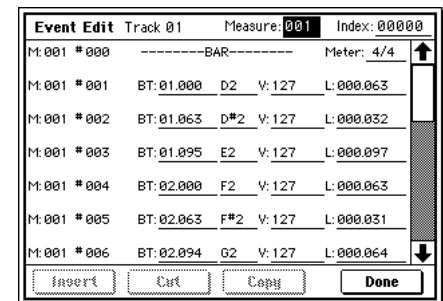 Event Edit Track 01 Measure: 001 Index: 00000
M: 001 #000 --------BAR-------- Meter: 4/4
M: 001 #001 BT: 01.000 D2 V: 127 L: 000.063
M: 001 #002 BT: 01.063 D#2 V: 127 L: 000.032
M: 001 #003 BT: 01.095 E2 V: 127 L: 000.097
M: 001 #004 BT: 02.000 F2 V: 127 L: 000.063
M: 001 #005 BT: 02.063 F#2 V: 127 L: 000.031
M: 001 #006 BT: 02.094 G2 V: 127 L: 000.064
Insert Cut Copy Done